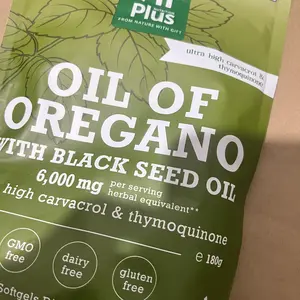 Plus
FROM NATURE WITH GIFT
ultra high carvacrol &
thymoquinone
OIL OF
OREGANO
WITH BLACK SEED OIL
6,000 mg
per serving
herbal equivalent**
high carvacrol & thymoquinone
GMO
free
dairy
free
gluten
free
℮ 180g
Softgels